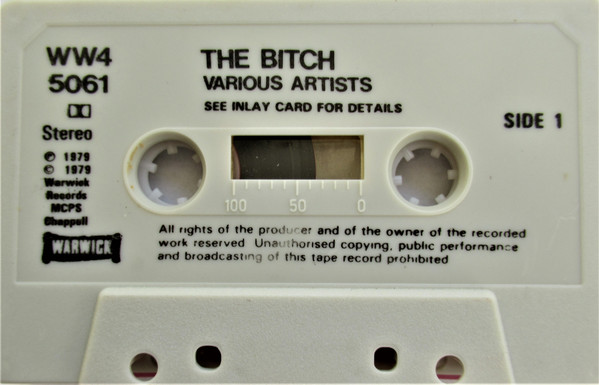 WW4
5061
Stereo
℗ 1979
© 1979
Warwick
Records
MCPS
Chappell
WARWICK
THE BITCH
VARIOUS ARTISTS
SEE INLAY CARD FOR DETAILS
SIDE 1
100 50 0
All rights of the producer and of the owner of the recorded
work reserved Unauthorised copying, public performance
and broadcasting of this tape record prohibited